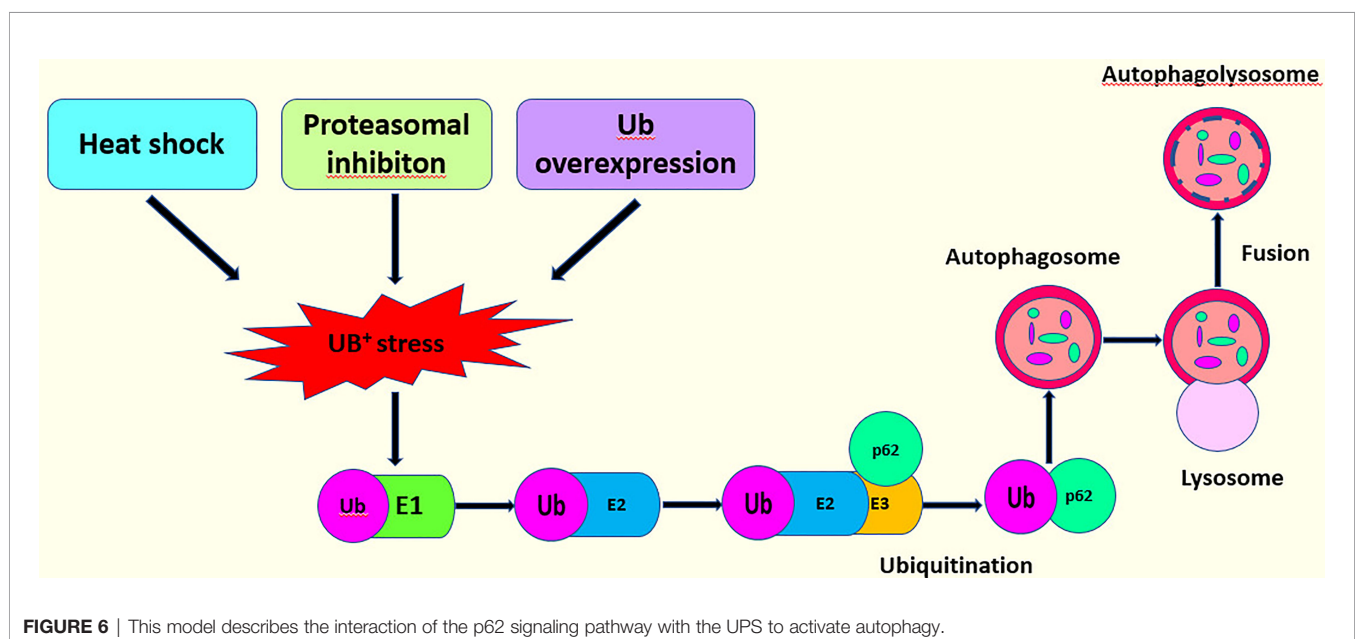 Autophagolysosome
Heat shock
Proteasomal
inhibiton
Ub
overexpression
Autophagosome
Fusion
UB⁺ stress
p62
Lysosome
Ub E1
Ub E2
Ub E2 E3
Ub p62
Ubiquitination
FIGURE 6 | This model describes the interaction of the p62 signaling pathway with the UPS to activate autophagy.